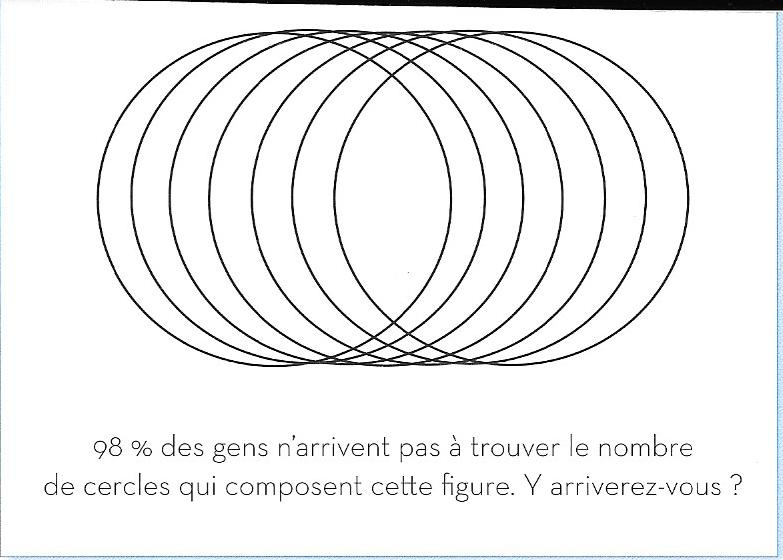 98 % des gens n'arrivent pas à trouver le nombre
de cercles qui composent cette figure. Y arriverez-vous ?